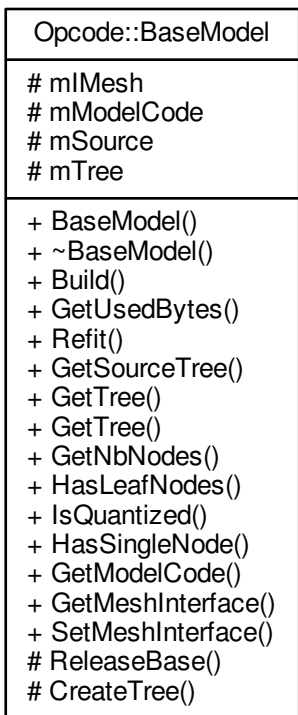 Opcode::BaseModel
# mIMesh
# mModelCode
# mSource
# mTree
+ BaseModel()
+ ~BaseModel()
+ Build()
+ GetUsedBytes()
+ Refit()
+ GetSourceTree()
+ GetTree()
+ GetTree()
+ GetNbNodes()
+ HasLeafNodes()
+ IsQuantized()
+ HasSingleNode()
+ GetModelCode()
+ GetMeshInterface()
+ SetMeshInterface()
# ReleaseBase()
# CreateTree()